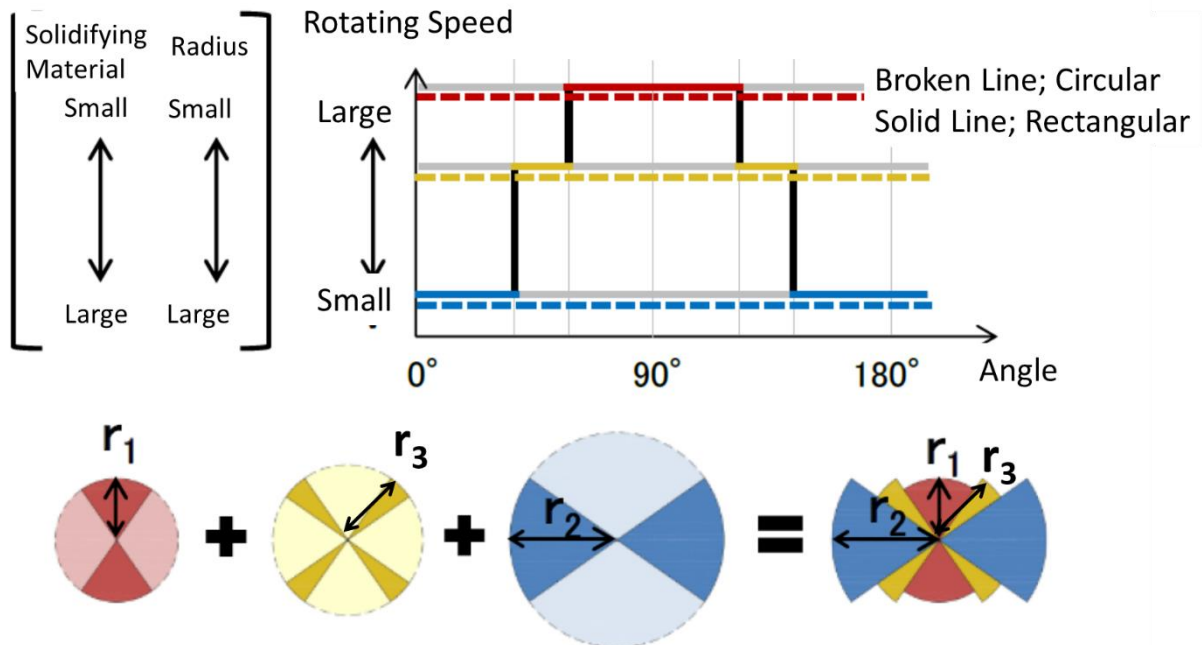 Solidifying
Material
Radius
Small
Small
Large
Large
Rotating Speed
Large
Small
Broken Line; Circular
Solid Line; Rectangular
0°
90°
180°
Angle
r1
r3
r2
r1
r3
r2